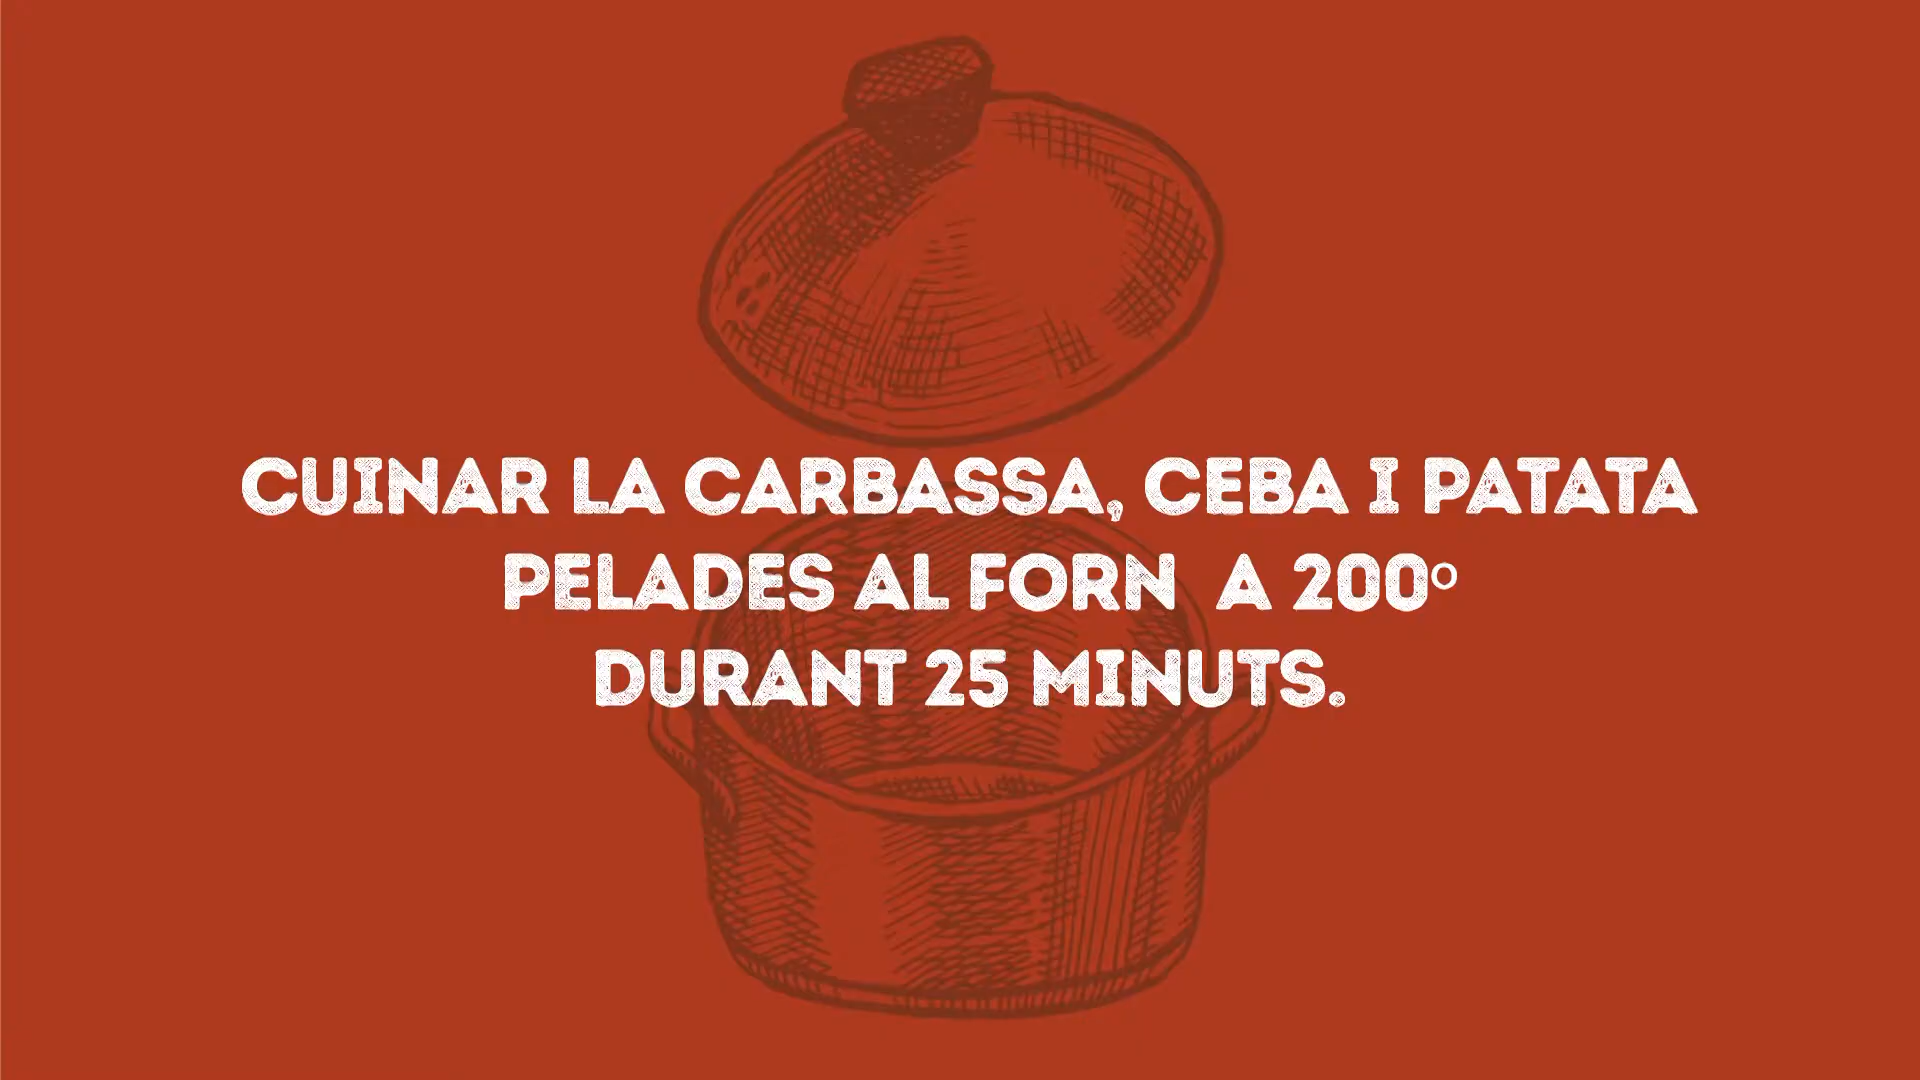 CUINAR LA CARBASSA, CEBA I PATATA
PELADES AL FORN  A 200º
DURANT 25 MINUTS.